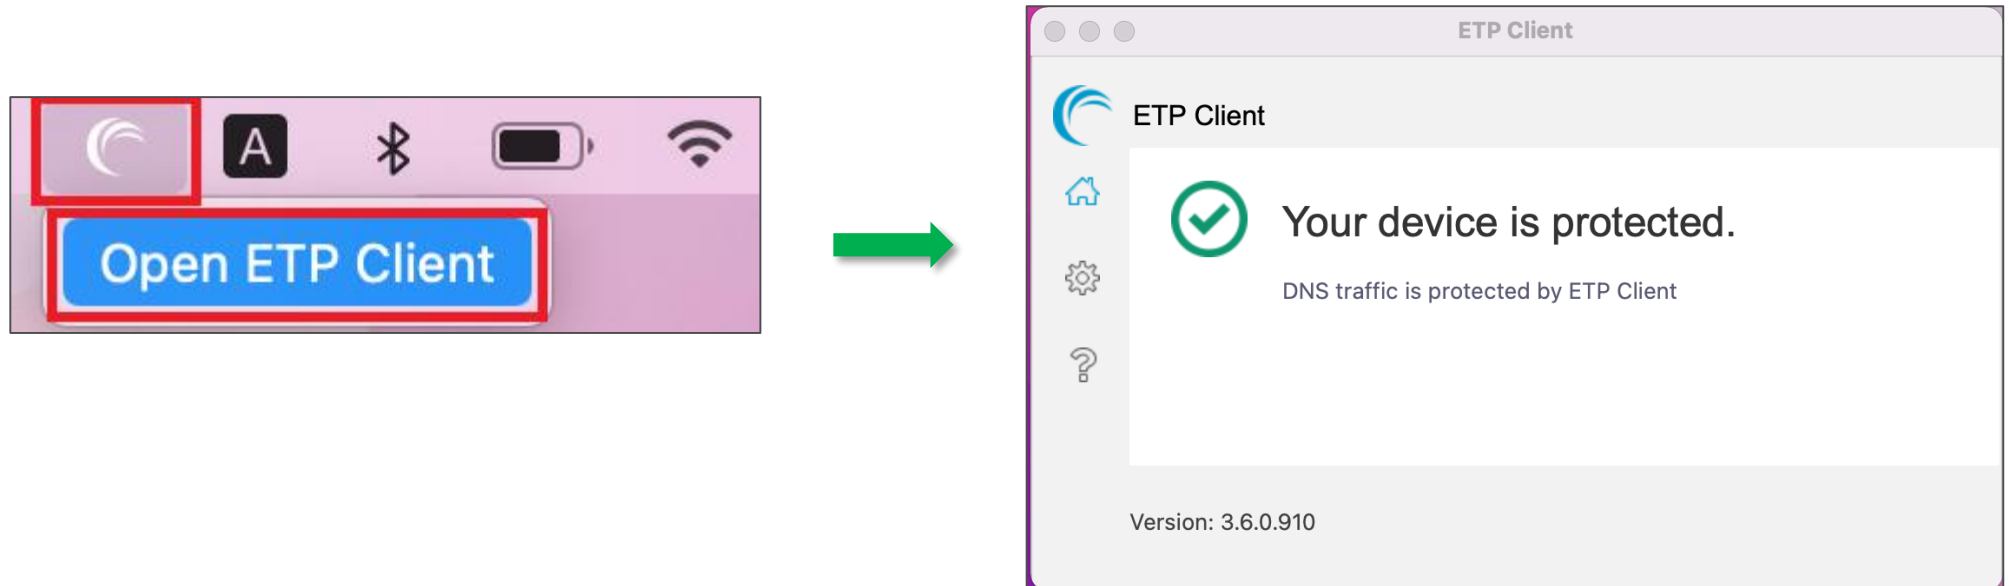 A
Open ETP Client
ETP Client
ETP Client
Your device is protected.
DNS traffic is protected by ETP Client
Version: 3.6.0.910